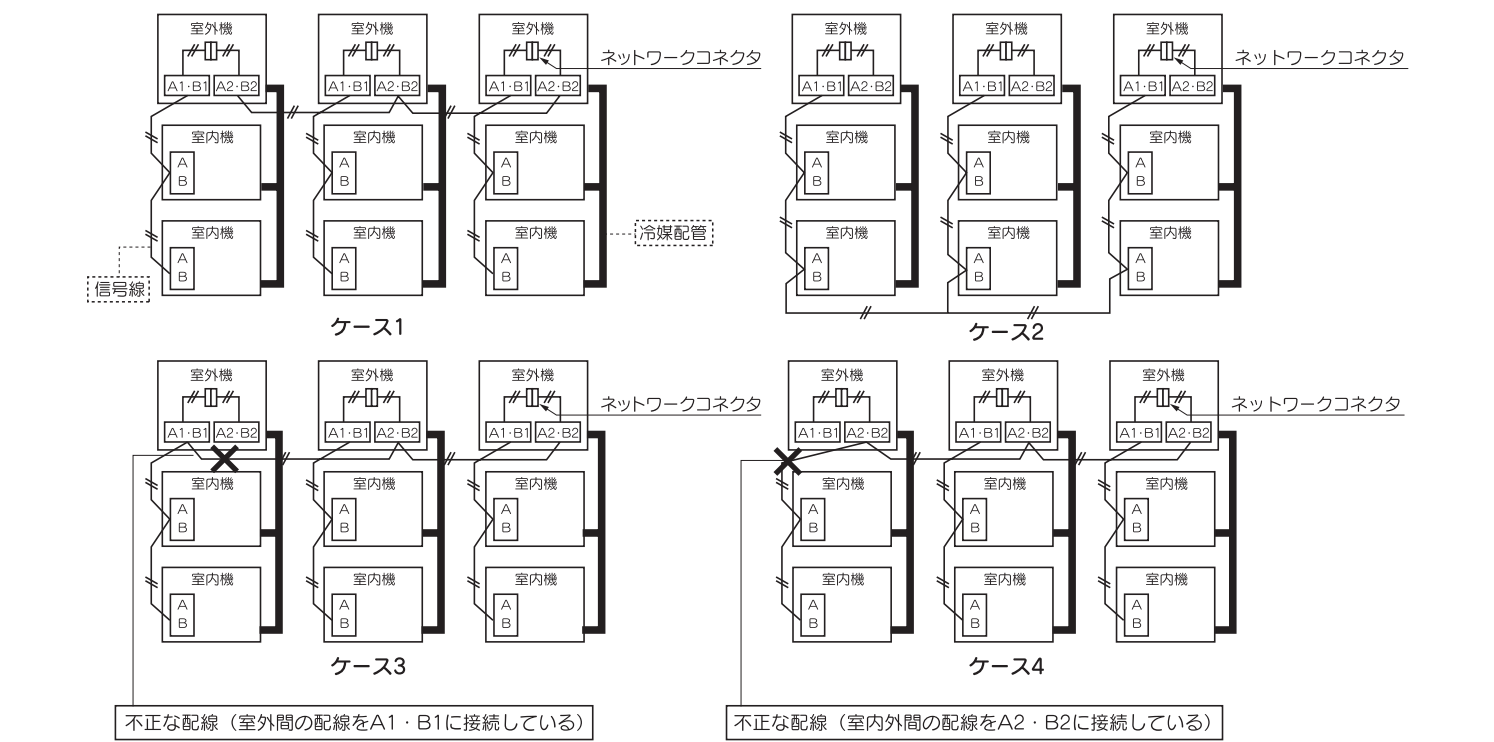 室外機 室外機 室外機
ネットワークコネクタ
A1・B1 A2・B2 A1・B1 A2・B2 A1・B1 A2・B2
室内機 室内機 室内機
A A A
B B B
室内機 室内機 室内機
冷媒配管
A A A
B B B
信号線
ケース1
室外機 室外機 室外機
ネットワークコネクタ
A1・B1 A2・B2 A1・B1 A2・B2 A1・B1 A2・B2
室内機 室内機 室内機
A A A
B B B
室内機 室内機 室内機
A A A
B B B
ケース2
室外機 室外機 室外機
ネットワークコネクタ
A1・B1 A2・B2 A1・B1 A2・B2 A1・B1 A2・B2
室内機 室内機 室内機
A A A
B B B
室内機 室内機 室内機
A A A
B B B
ケース3
不正な配線（室外間の配線をA1・B1に接続している）
室外機 室外機 室外機
ネットワークコネクタ
A1・B1 A2・B2 A1・B1 A2・B2 A1・B1 A2・B2
室内機 室内機 室内機
A A A
B B B
室内機 室内機 室内機
A A A
B B B
ケース4
不正な配線（室内外間の配線をA2・B2に接続している）